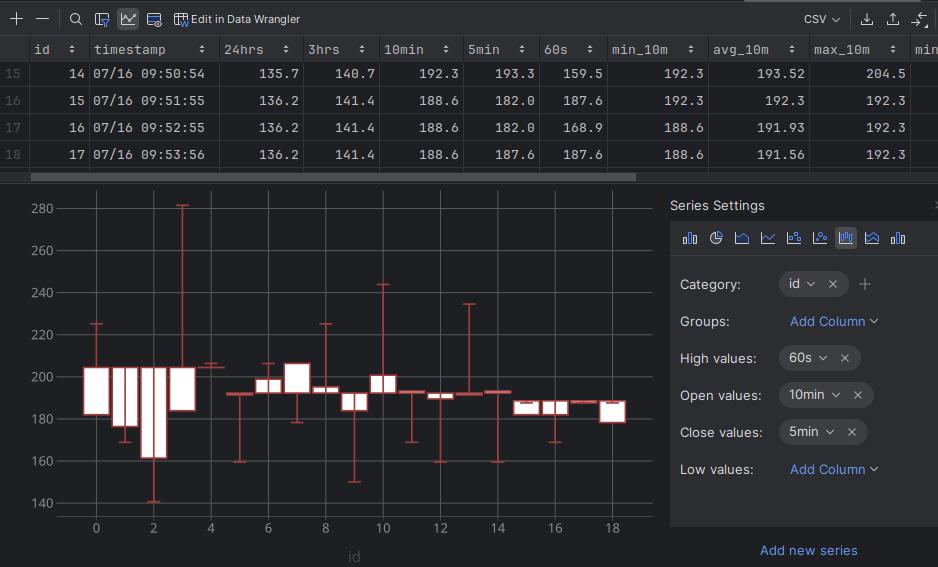 Edit in Data Wrangler CSV
id timestamp 24hrs 3hrs 10min 5min 60s min_10m avg_10m max_10m min
15 14 07/16 09:50:54 135.7 140.7 192.3 193.3 159.5 192.3 193.52 204.5
16 15 07/16 09:51:55 136.2 141.4 188.6 182.0 187.6 192.3 192.3 192.3
17 16 07/16 09:52:55 136.2 141.4 188.6 182.0 168.9 188.6 191.93 192.3
18 17 07/16 09:53:56 136.2 141.4 188.6 187.6 187.6 188.6 191.56 192.3
280
260
240
220
200
180
160
140
0 2 4 6 8 10 12 14 16 18
id
Series Settings
Category: id
Groups: Add Column
High values: 60s
Open values: 10min
Close values: 5min
Low values: Add Column
Add new series